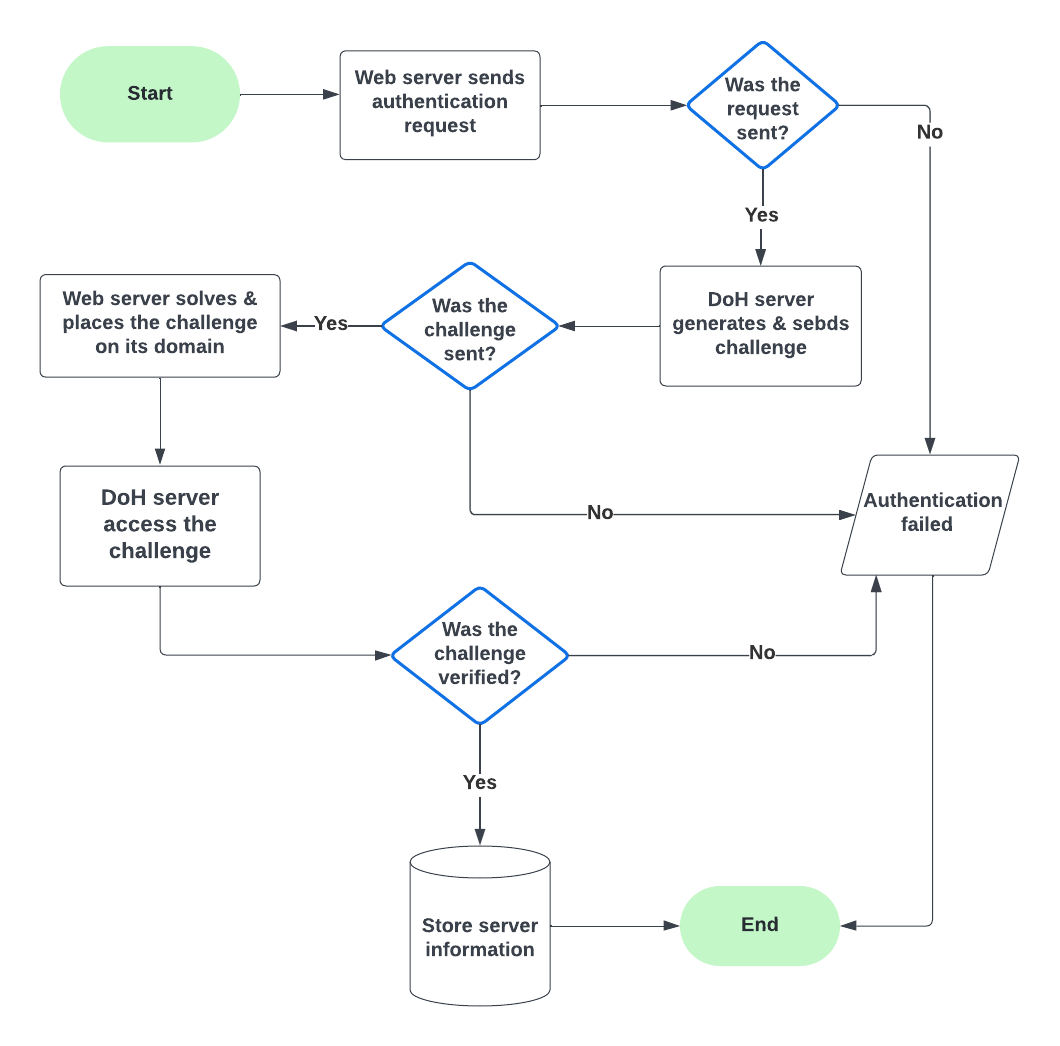 Start
Web server sends
authentication
request
Was the
request
sent?
No
Yes
DoH server
generates & sebds
challenge
Was the
challenge
sent?
Yes
Web server solves &
places the challenge
on its domain
No
DoH server
access the
challenge
Authentication
failed
Was the
challenge
verified?
No
Yes
Store server
information
End